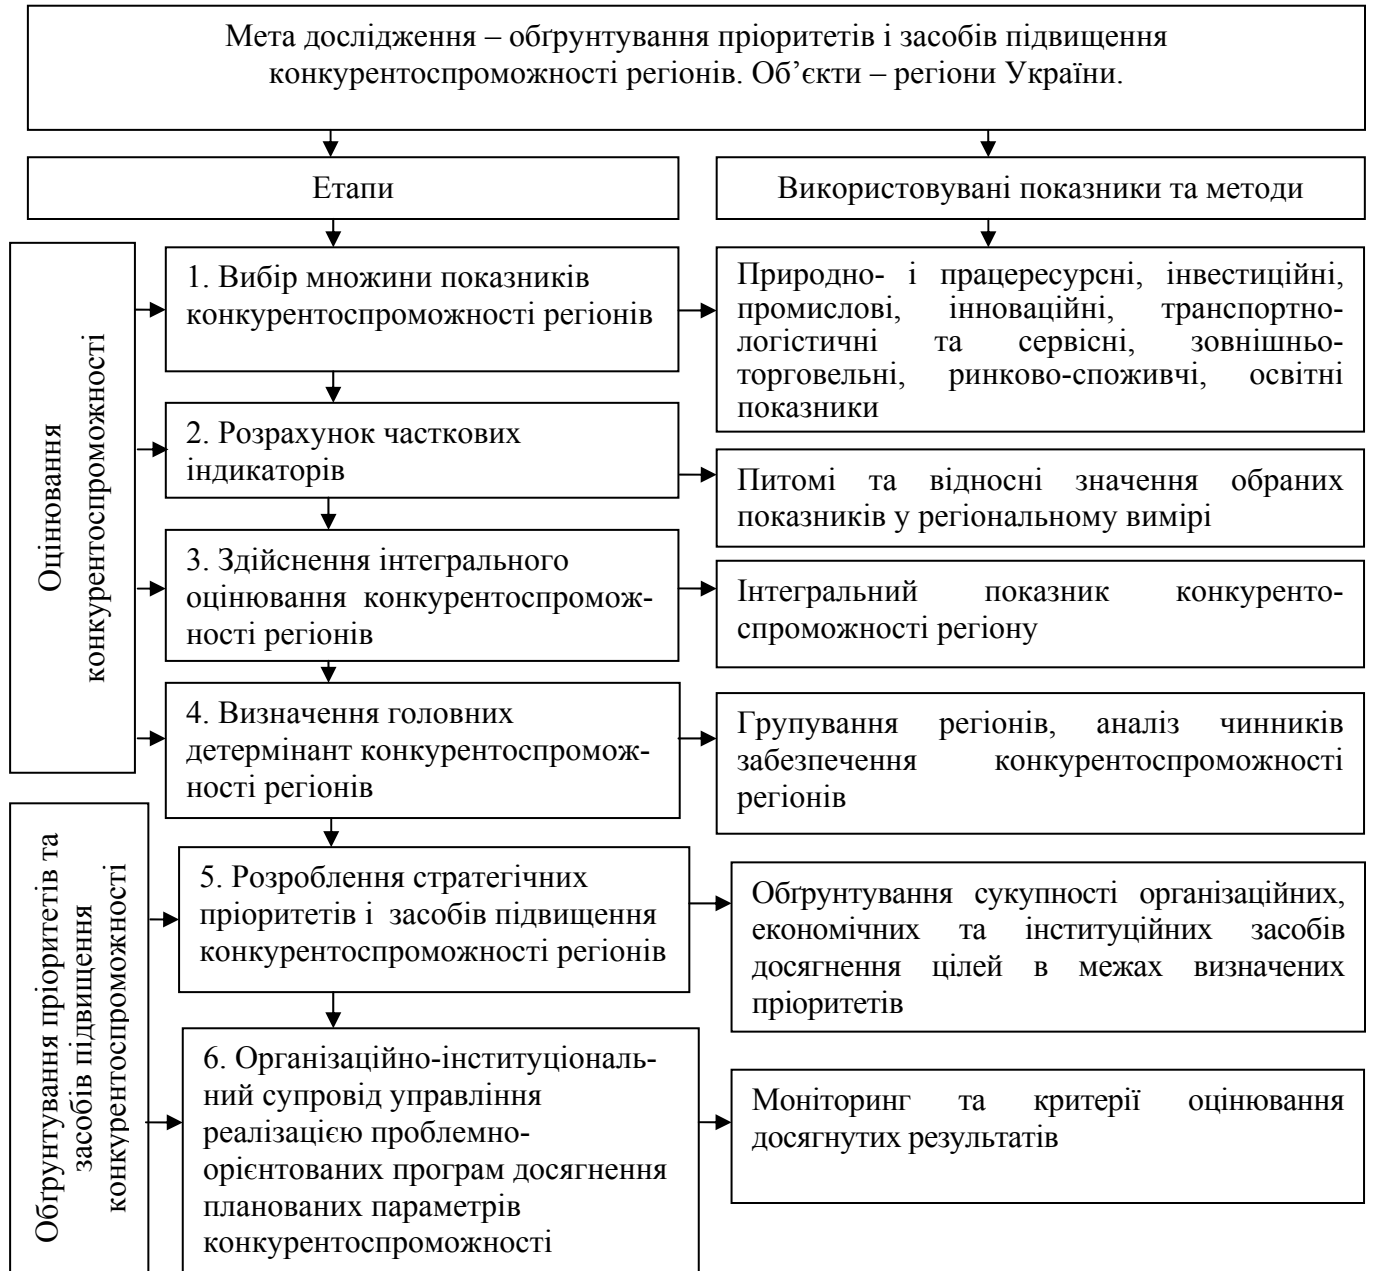 Мета дослідження – обґрунтування пріоритетів і засобів підвищення
конкурентоспроможності регіонів. Об’єкти – регіони України.
Етапи
Використовувані показники та методи
Оцінювання
конкурентоспроможності
1. Вибір множини показників
конкурентоспроможності регіонів
Природно- і працересурсні, інвестиційні,
промислові, інноваційні, транспортно-
логістичні та сервісні, зовнішньо-
торговельні, ринково-споживчі, освітні
показники
2. Розрахунок часткових
індикаторів
Питомі та відносні значення обраних
показників у регіональному вимірі
3. Здійснення інтегрального
оцінювання конкурентоспромож-
ності регіонів
Інтегральний показник конкуренто-
спроможності регіону
4. Визначення головних
детермінант конкурентоспромож-
ності регіонів
Групування регіонів, аналіз чинників
забезпечення конкурентоспроможності
регіонів
Обґрунтування пріоритетів та
засобів підвищення
конкурентоспроможності
5. Розроблення стратегічних
пріоритетів і засобів підвищення
конкурентоспроможності регіонів
Обґрунтування сукупності організаційних,
економічних та інституційних засобів
досягнення цілей в межах визначених
пріоритетів
6. Організаційно-інституціональ-
ний супровід управління
реалізацією проблемно-
орієнтованих програм досягнення
планованих параметрів
конкурентоспроможності
Моніторинг та критерії оцінювання
досягнутих результатів